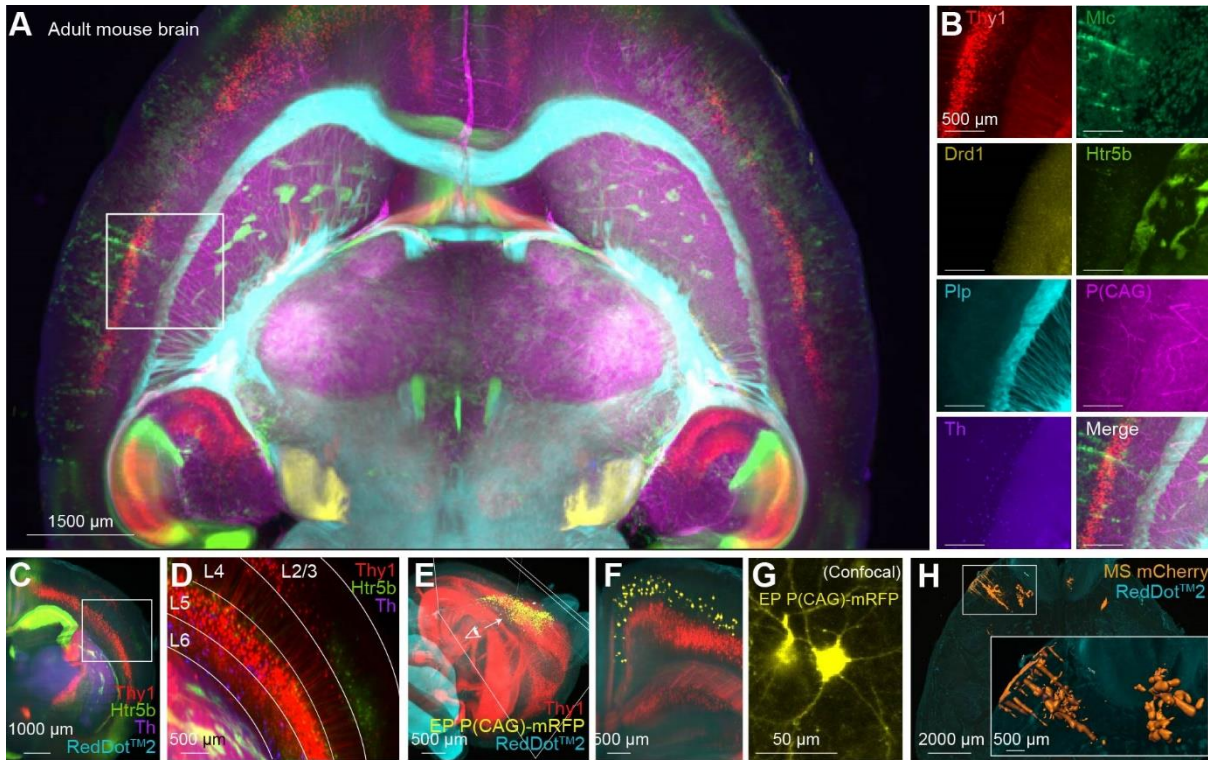 A Adult mouse brain
1500 µm
B
Thy1
500 µm
Mlc
Drd1
Htr5b
Plp
P(CAG)
Th
Merge
C
Thy1
Htr5b
Th
RedDot™2
1000 µm
D
L4
L2/3
L5
L6
Thy1
Htr5b
Th
500 µm
E
A
Thy1
EP P(CAG)-mRFP
RedDot™2
500 µm
F
500 µm
G
(Confocal)
EP P(CAG)-mRFP
50 µm
H
MS mCherry
RedDot™2
2000 µm
500 µm